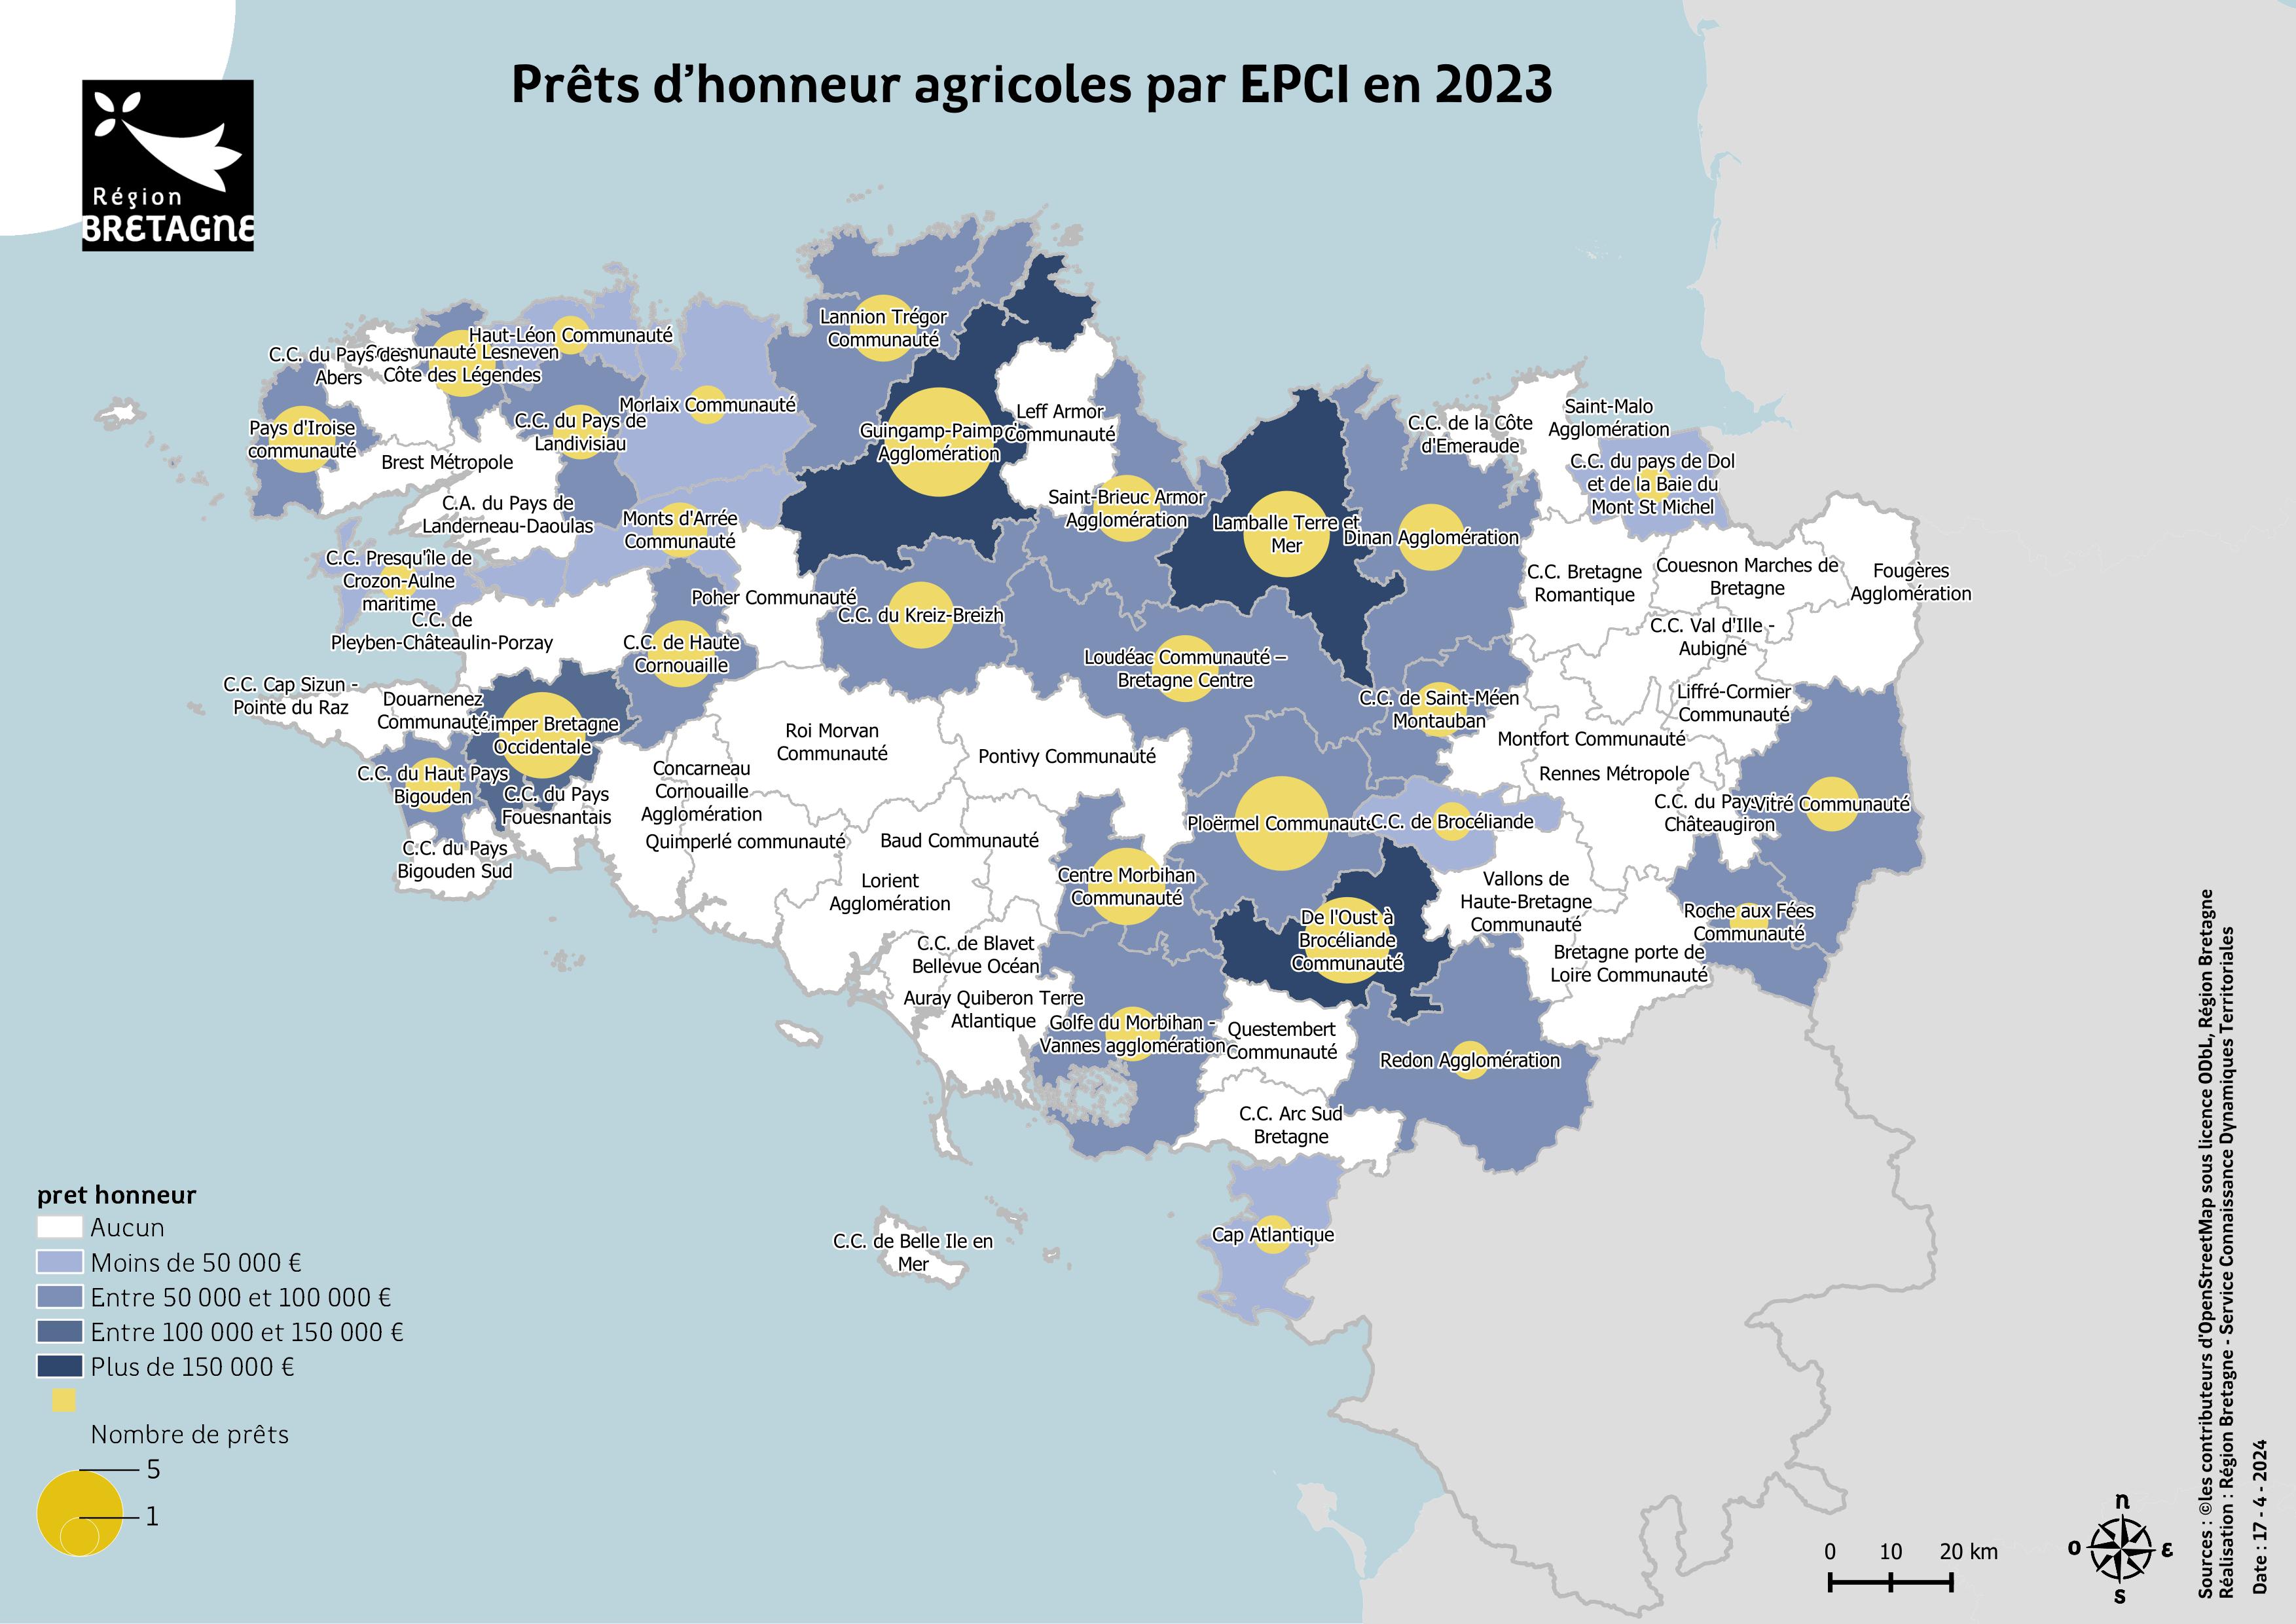 Prêts d'honneur agricoles par EPCI en 2023
Région
BRETAGNE
Lannion Trégor
Communauté
Haut-Léon Communauté
C.C. du Pays des
Abers
Communauté Lesneven
Côte des Légendes
Morlaix Communauté
C.C. du Pays de
Landivisiau
Pays d'Iroise
communauté
Brest Métropole
Guingamp-Paimp
Agglomération
Leff Armor
Communauté
C.C. de la Côte
d'Emeraude
Saint-Malo
Agglomération
C.C. du pays de Dol
et de la Baie du
Mont St Michel
C.A. du Pays de
Landerneau-Daoulas
Monts d'Arrée
Communauté
Saint-Brieuc Armor
Agglomération
Lamballe Terre et
Mer
Dinan Agglomération
C.C. Presqu'île de
Crozon-Aulne
maritime
C.C. Bretagne
Romantique
Couesnon Marches de
Bretagne
Fougères
Agglomération
Poher Communauté
C.C. du Kreiz-Breizh
C.C. de
Pleyben-Châteaulin-Porzay
C.C. de Haute
Cornouaille
C.C. Val d'Ille -
Aubigné
Loudéac Communauté –
Bretagne Centre
C.C. Cap Sizun -
Pointe du Raz
Douarnenez
Communauté
imper Bretagne
Occidentale
C.C. de Saint-Méen
Montauban
Liffré-Cormier
Communauté
Roi Morvan
Communauté
Pontivy Communauté
Montfort Communauté
Rennes Métropole
C.C. du Haut Pays
Bigouden
C.C. du Pays
Fouesnantais
Concarneau
Cornouaille
Agglomération
C.C. du Pays
Châteaugiron
Vitré Communauté
Ploërmel Communauté
C.C. de Brocéliande
Quimperlé communauté
Baud Communauté
C.C. du Pays
Bigouden Sud
Lorient
Agglomération
Centre Morbihan
Communauté
Vallons de
Haute-Bretagne
Communauté
De l'Oust à
Brocéliande
Communauté
Roche aux Fées
Communauté
C.C. de Blavet
Bellevue Océan
Bretagne porte de
Loire Communauté
Auray Quiberon Terre
Atlantique
Golfe du Morbihan -
Vannes agglomération
Questembert
Communauté
Redon Agglomération
C.C. Arc Sud
Bretagne
Cap Atlantique
C.C. de Belle Ile en
Mer
pret honneur
Aucun
Moins de 50 000 €
Entre 50 000 et 100 000 €
Entre 100 000 et 150 000 €
Plus de 150 000 €
Nombre de prêts
5
1
0 10 20 km
n
o ε
s
Sources : ©les contributeurs d'OpenStreetMap sous licence ODbL, Région Bretagne
Réalisation : Région Bretagne - Service Connaissance Dynamiques Territoriales
Date : 17 - 4 - 2024